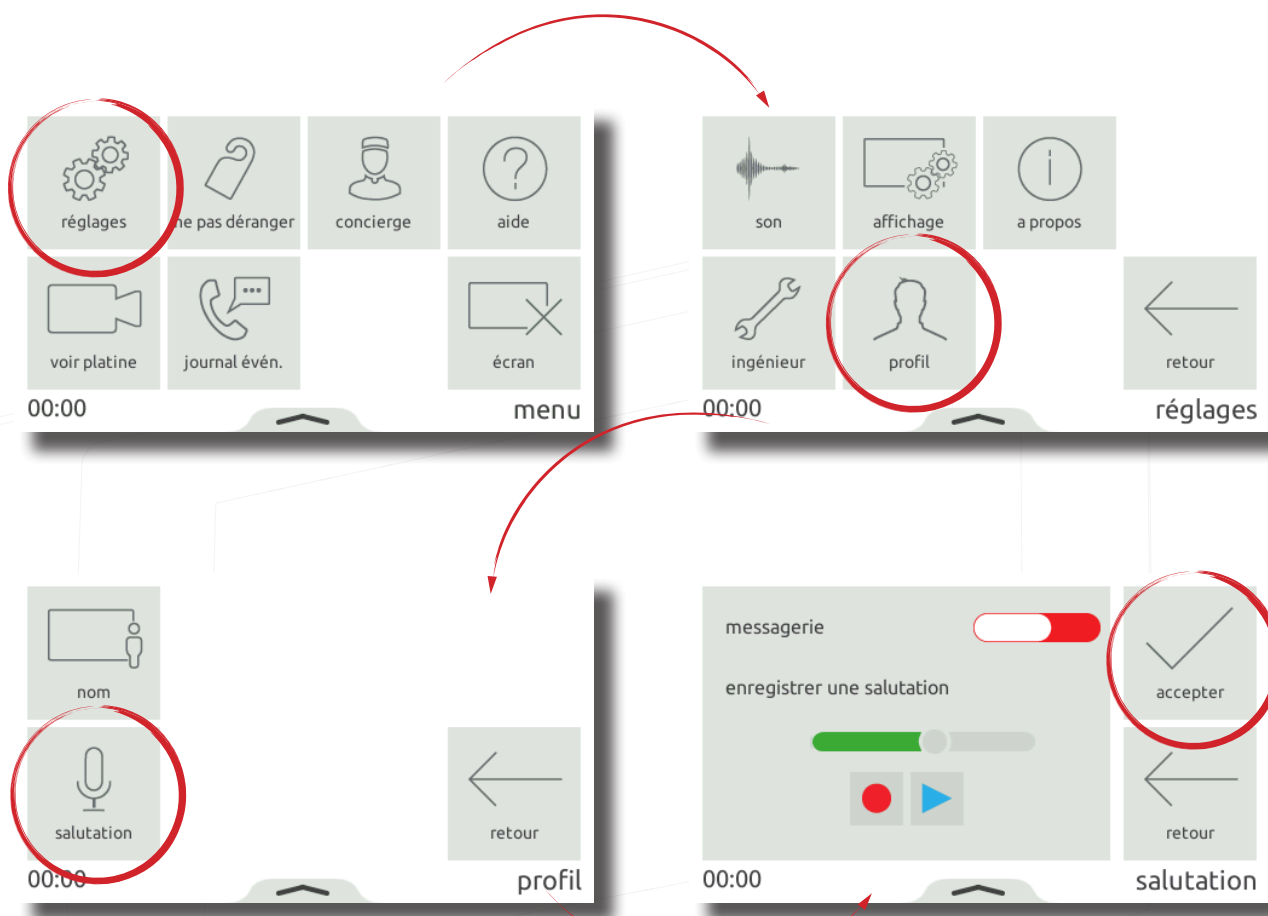 réglages
ne pas déranger
concierge
aide
voir platine
journal évén.
écran
00:00
menu
son
affichage
a propos
ingénieur
profil
retour
00:00
réglages
nom
salutation
retour
00:00
profil
messagerie
enregistrer une salutation
accepter
retour
00:00
salutation